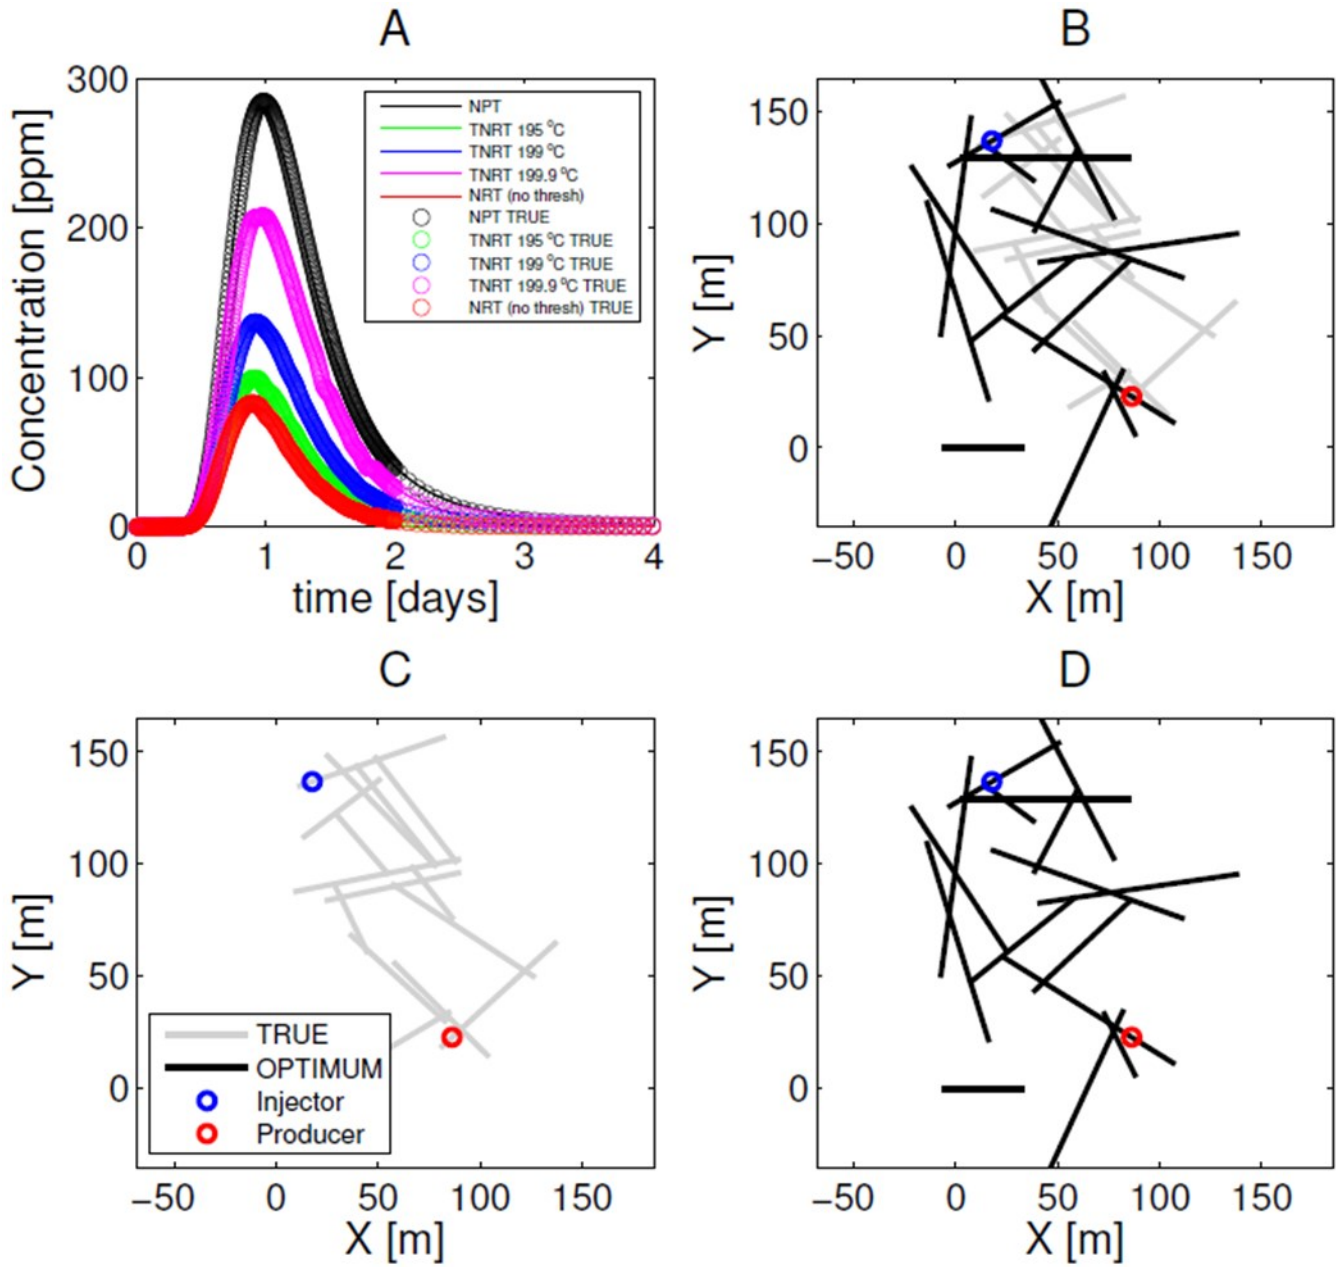 A
Concentration [ppm]
300
200
100
0
0 1 2 3 4
time [days]
NPT
TNRT 195 °C
TNRT 199 °C
TNRT 199.9 °C
NRT (no thresh)
NPT TRUE
TNRT 195 °C TRUE
TNRT 199 °C TRUE
TNRT 199.9 °C TRUE
NRT (no thresh) TRUE
B
Y [m]
150
100
50
0
−50 0 50 100 150
X [m]
C
Y [m]
150
100
50
0
TRUE
OPTIMUM
Injector
Producer
−50 0 50 100 150
X [m]
D
Y [m]
150
100
50
0
−50 0 50 100 150
X [m]